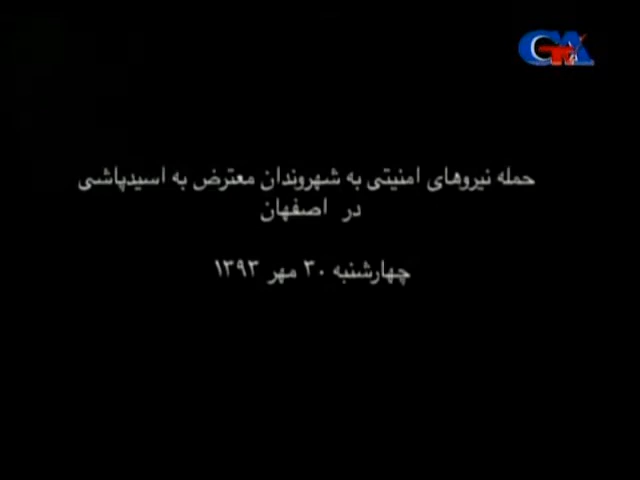 حمله نیروهای امنیتی به شهروندان معترض به اسیدپاشی
در اصفهان
چهارشنبه ۳۰ مهر ۱۳۹۳